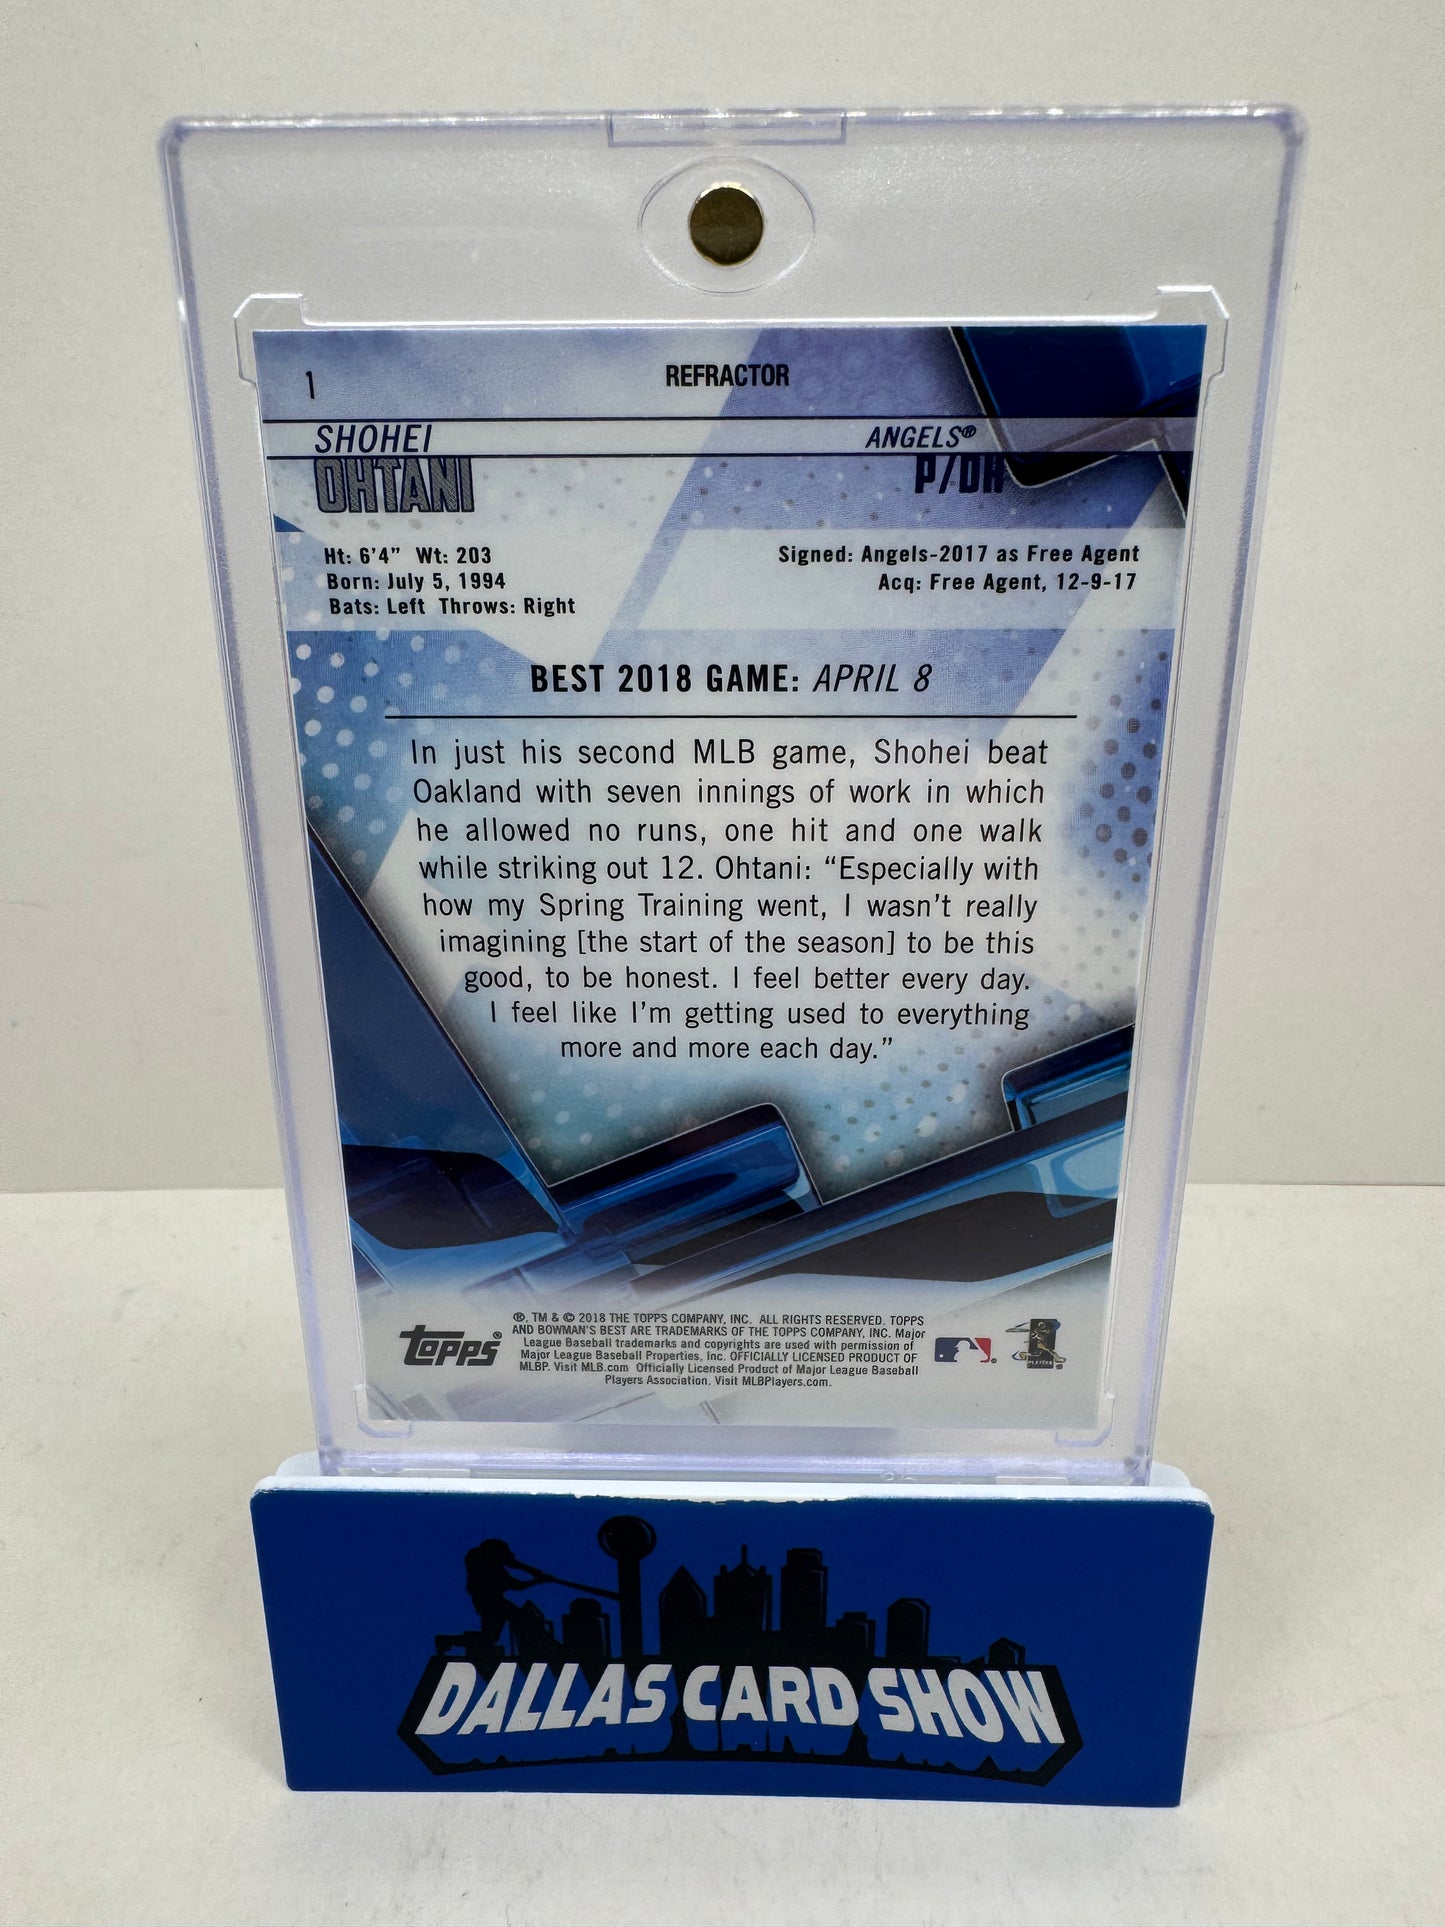 1
REFRACTOR
SHOHEI
ANGELS®
OHTANI
P/DH
Ht: 6'4” Wt: 203
Born: July 5, 1994
Bats: Left Throws: Right
Signed: Angels-2017 as Free Agent
Acq: Free Agent, 12-9-17
BEST 2018 GAME: APRIL 8
In just his second MLB game, Shohei beat
Oakland with seven innings of work in which
he allowed no runs, one hit and one walk
while striking out 12. Ohtani: “Especially with
how my Spring Training went, I wasn't really
imagining [the start of the season] to be this
good, to be honest. I feel better every day.
I feel like I'm getting used to everything
more and more each day.”
topps®
®, TM & © 2018 THE TOPPS COMPANY, INC. ALL RIGHTS RESERVED. TOPPS
AND BOWMAN'S BEST ARE TRADEMARKS OF THE TOPPS COMPANY, INC. Major
League Baseball trademarks and copyrights are used with permission of
Major League Baseball Properties, Inc. OFFICIALLY LICENSED PRODUCT OF
MLBP. Visit MLB.com Officially Licensed Product of Major League Baseball
Players Association. Visit MLBPlayers.com.
PLAYERS
DALLAS CARD SHOW